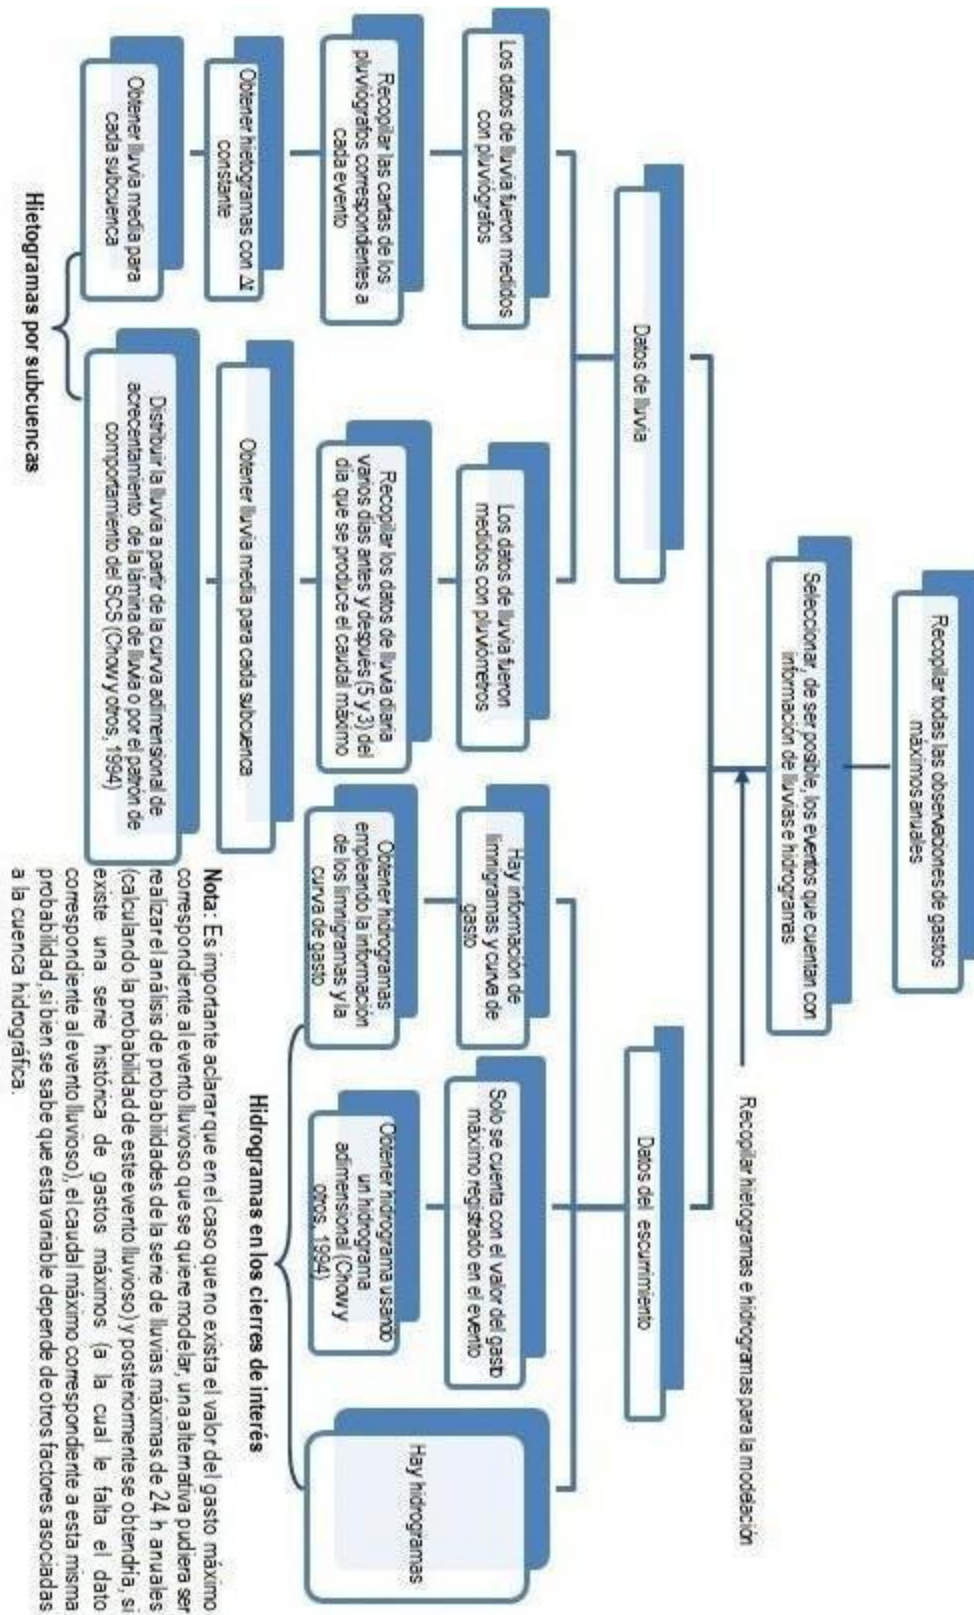 Recopilar todas las observaciones de gastos
máximos anuales
Seleccionar, de ser posible, los eventos que cuentan con
información de lluvias e hidrogramas
Recopilar hietogramas e hidrogramas para la modelación
Datos de lluvia
Datos del escurrimiento
Los datos de lluvia fueron medidos
con pluviógrafos
Recopilar las cartas de los
pluviógrafos correspondientes a
cada evento
Obtener hietogramas con Δt
constante
Obtener lluvia media para
cada subcuenca
Los datos de lluvia fueron
medidos con pluviómetros
Recopilar los datos de lluvia diaria
varios días antes y después (5 y 3) del
día que se produce el caudal máximo
Obtener lluvia media para cada subcuenca
Distribuir la lluvia a partir de la curva adimensional de
acrecentamiento de la lámina de lluvia o por el patrón de
comportamiento del SCS (Chow y otros, 1994)
Hietogramas por subcuencas
Hay información de
limnigramas y curva de
gasto
Obtener hidrogramas
empleando la información
de los limnigramas y la
curva de gasto
Solo se cuenta con el valor del gasto
máximo registrado en el evento
Obtener hidrograma usando
un hidrograma
adimensional (Chow y
otros, 1994)
Hay hidrogramas
Hidrogramas en los cierres de interés
Nota: Es importante aclarar que en el caso que no exista el valor del gasto máximo
correspondiente al evento lluvioso que se quiere modelar, una alternativa pudiera ser
realizar el análisis de probabilidades de la serie de lluvias máximas de 24 h anuales
(calculando la probabilidad de este evento lluvioso) y posteriormente se obtendría, si
existe una serie histórica de gastos máximos (a la cual le falta el dato
correspondiente al evento lluvioso), el caudal máximo correspondiente a esta misma
probabilidad, si bien se sabe que esta variable depende de otros factores asociadas
a la cuenca hidrográfica.